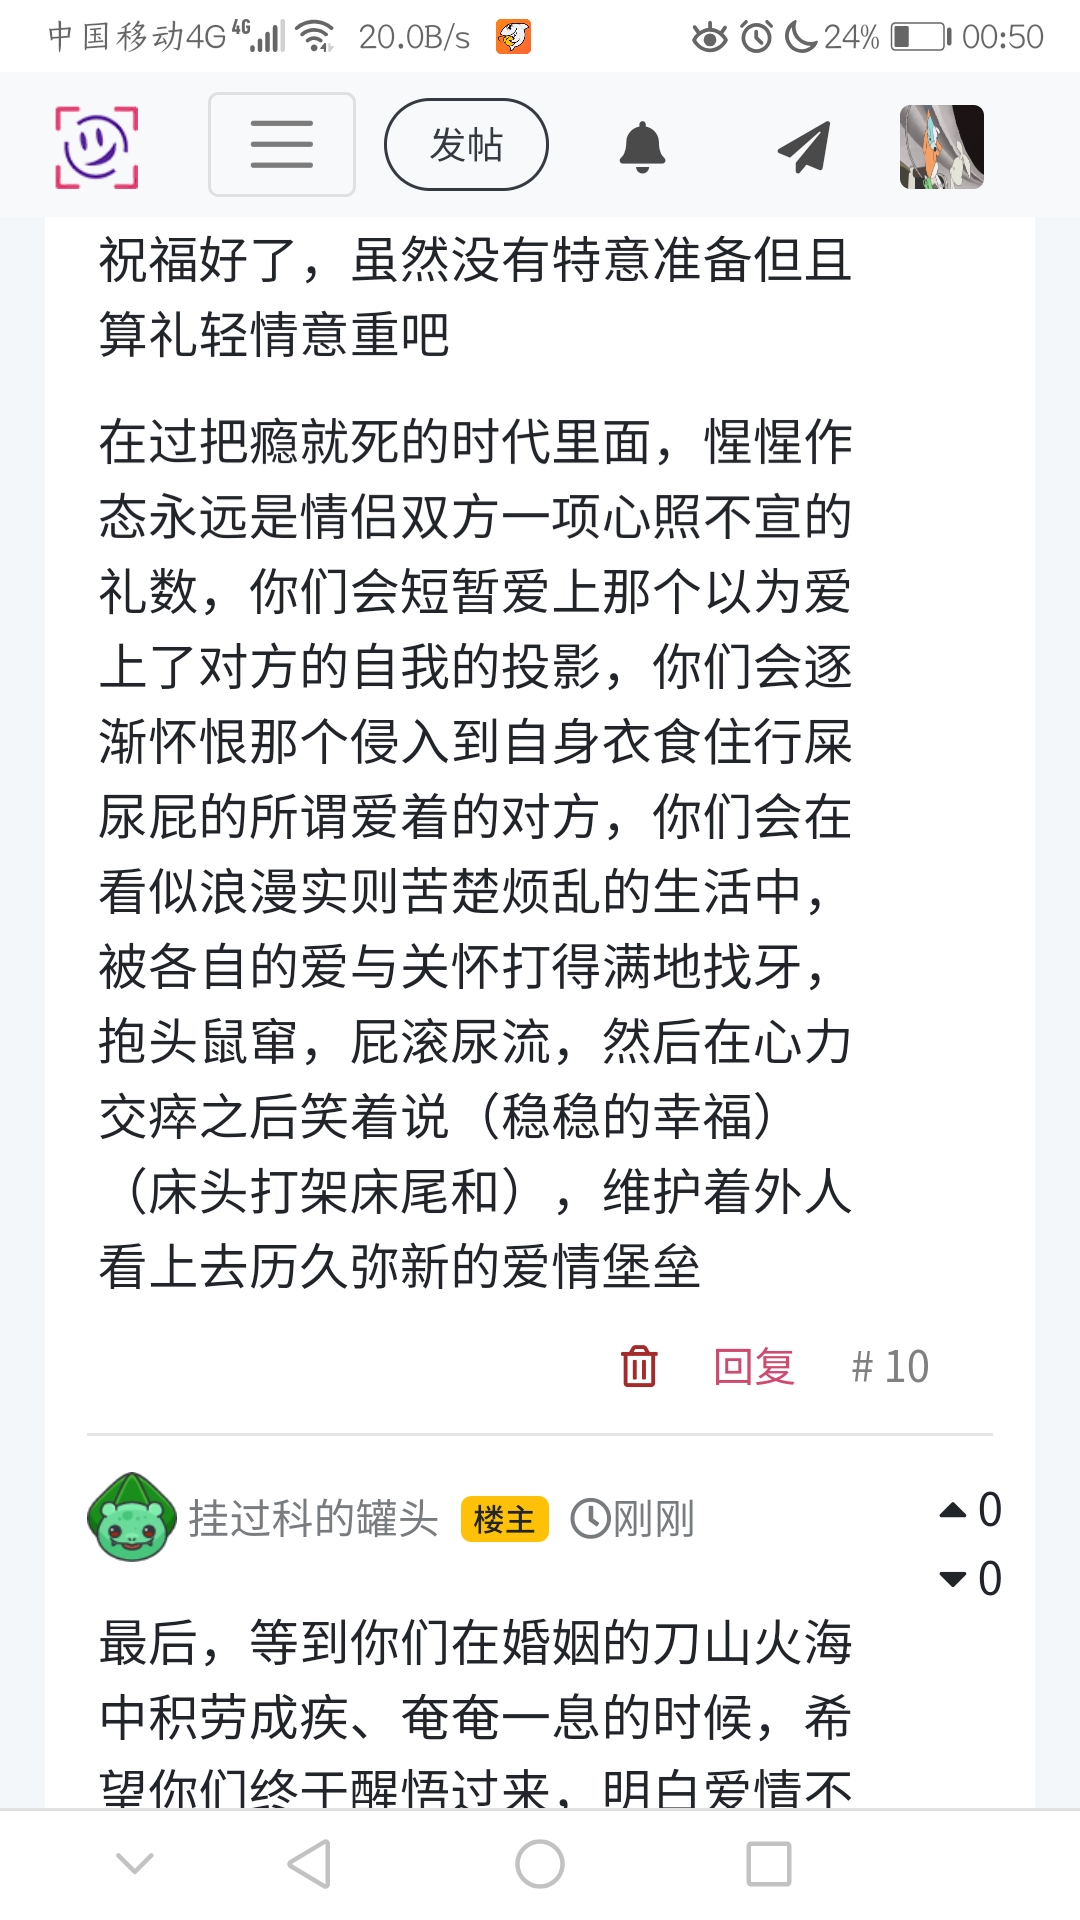 中国移动4G 4G 20.0B/s 24% 00:50
发帖
祝福好了，虽然没有特意准备但且
算礼轻情意重吧
在过把瘾就死的时代里面，惺惺作
态永远是情侣双方一项心照不宣的
礼数，你们会短暂爱上那个以为爱
上了对方的自我的投影，你们会逐
渐怀恨那个侵入到自身衣食住行屎
尿屁的所谓爱着的对方，你们会在
看似浪漫实则苦楚烦乱的生活中，
被各自的爱与关怀打得满地找牙，
抱头鼠窜，屁滚尿流，然后在心力
交瘁之后笑着说（稳稳的幸福）
（床头打架床尾和），维护着外人
看上去历久弥新的爱情堡垒
回复 # 10
挂过科的罐头 楼主 刚刚 0
0
最后，等到你们在婚姻的刀山火海
中积劳成疾、奄奄一息的时候，希
望你们终于醒悟过来，明白爱情不